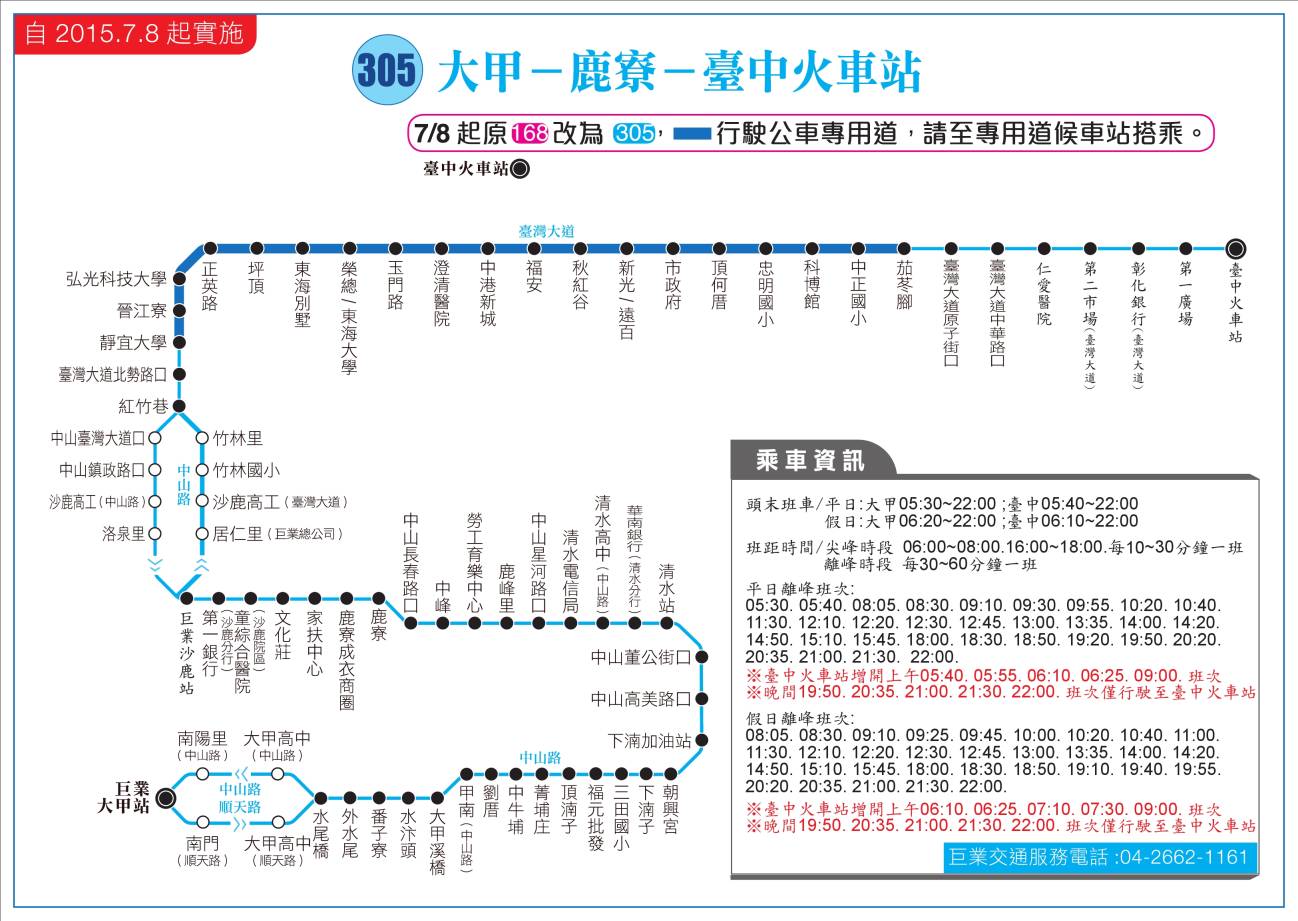 自 2015.7.8 起實施
305 大甲－鹿寮－臺中火車站
7/8 起原 168 改為 305, 行駛公車專用道，請至專用道候車站搭乘。
臺中火車站
臺灣大道
正英路
坪頂
東海別墅
榮總/東海大學
玉門路
澄清醫院
中港新城
福安
秋紅谷
新光/遠百
市政府
頂何厝
忠明國小
科博館
中正國小
茄苳腳
臺灣大道原子街口
臺灣大道中華路口
仁愛醫院
第二市場(臺灣大道)
彰化銀行(臺灣大道)
第一廣場
臺中火車站
弘光科技大學
晉江寮
靜宜大學
臺灣大道北勢路口
紅竹巷
中山臺灣大道口
中山鎮政路口
沙鹿高工(中山路)
洛泉里
中山路
竹林里
竹林國小
沙鹿高工(臺灣大道)
居仁里(巨業總公司)
巨業沙鹿站
第一銀行(沙鹿分行)
童綜合醫院(沙鹿院區)
文化莊
家扶中心
鹿寮成衣商圈
鹿寮
中山長春路口
中峰
勞工育樂中心
鹿峰里
中山星河路口
清水電信局
清水高中(中山路)
華南銀行(清水分行)
清水站
中山董公街口
中山高美路口
下湳加油站
中山路
朝興宮
下湳子
三田國小
福元批發
頂湳子
菁埔庄
中牛埔
劉厝
甲南(中山路)
大甲溪橋
水汴頭
番子寮
外水尾
水尾橋
南陽里
(中山路)
大甲高中
(中山路)
中山路
順天路
巨業
大甲站
南門
(順天路)
大甲高中
(順天路)
乘車資訊
頭末班車/平日:大甲05:30~22:00 ;臺中05:40~22:00
假日:大甲06:20~22:00 ;臺中06:10~22:00
班距時間/尖峰時段 06:00~08:00.16:00~18:00.每10~30分鐘一班
離峰時段 每30~60分鐘一班
平日離峰班次:
05:30. 05:40. 08:05. 08:30. 09:10. 09:30. 09:55. 10:20. 10:40.
11:30. 12:10. 12:20. 12:30. 12:45. 13:00. 13:35. 14:00. 14:20.
14:50. 15:10. 15:45. 18:00. 18:30. 18:50. 19:20. 19:50. 20:20.
20:35. 21:00. 21:30. 22:00.
※臺中火車站增開上午05:40. 05:55. 06:10. 06:25. 09:00. 班次
※晚間19:50. 20:35. 21:00. 21:30. 22:00. 班次僅行駛至臺中火車站
假日離峰班次:
08:05. 08:30. 09:10. 09:25. 09:45. 10:00. 10:20. 10:40. 11:00.
11:30. 12:10. 12:20. 12:30. 12:45. 13:00. 13:35. 14:00. 14:20.
14:50. 15:10. 15:45. 18:00. 18:30. 18:50. 19:10. 19:40. 19:55.
20:20. 20:35. 21:00. 21:30. 22:00.
※臺中火車站增開上午06:10. 06:25. 07:10. 07:30. 09:00. 班次
※晚間19:50. 20:35. 21:00. 21:30. 22:00. 班次僅行駛至臺中火車站
巨業交通服務電話 :04-2662-1161